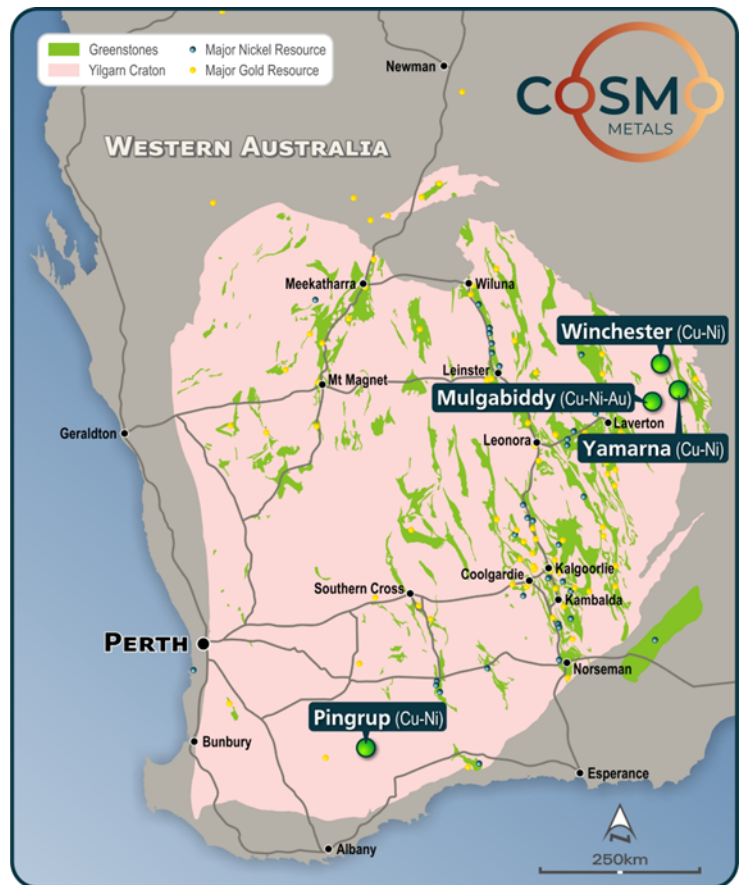 Greenstones
Major Nickel Resource
Yilgarn Craton
Major Gold Resource
Newman
COSMO
METALS
WESTERN AUSTRALIA
Meekatharra
Wiluna
Winchester (Cu-Ni)
Leinster
Mt Magnet
Mulgabiddy (Cu-Ni-Au)
Laverton
Geraldton
Leonora
Yamarna (Cu-Ni)
Kalgoorlie
Coolgardie
Southern Cross
Kambalda
PERTH
Norseman
Pingrup (Cu-Ni)
Bunbury
Esperance
Albany
N
250km